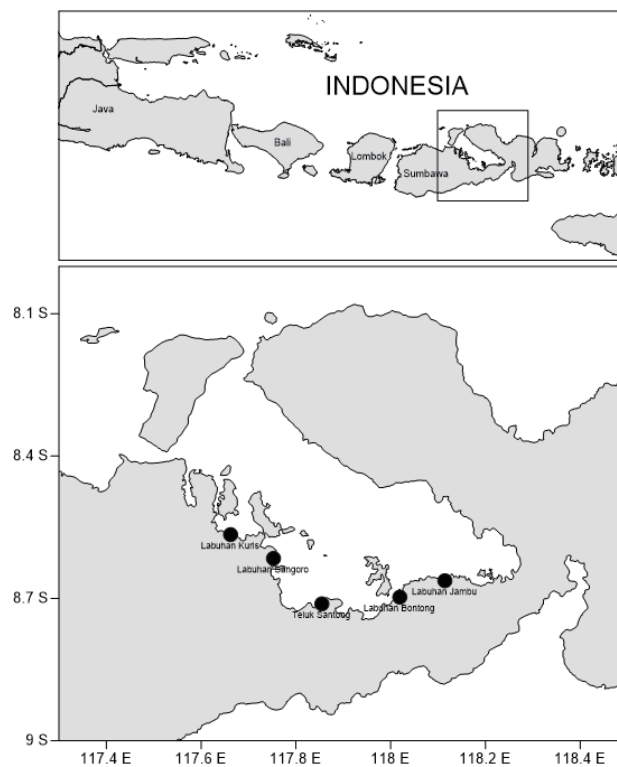 INDONESIA
Java
Bali
Lombok
Sumbawa
8.1 S
8.4 S
Labuhan Kuris
Labuhan Sangoro
8.7 S
Labuhan Jambu
Labuhan Bontong
Teluk Santong
9 S
117.4 E 117.6 E 117.8 E 118 E 118.2 E 118.4 E